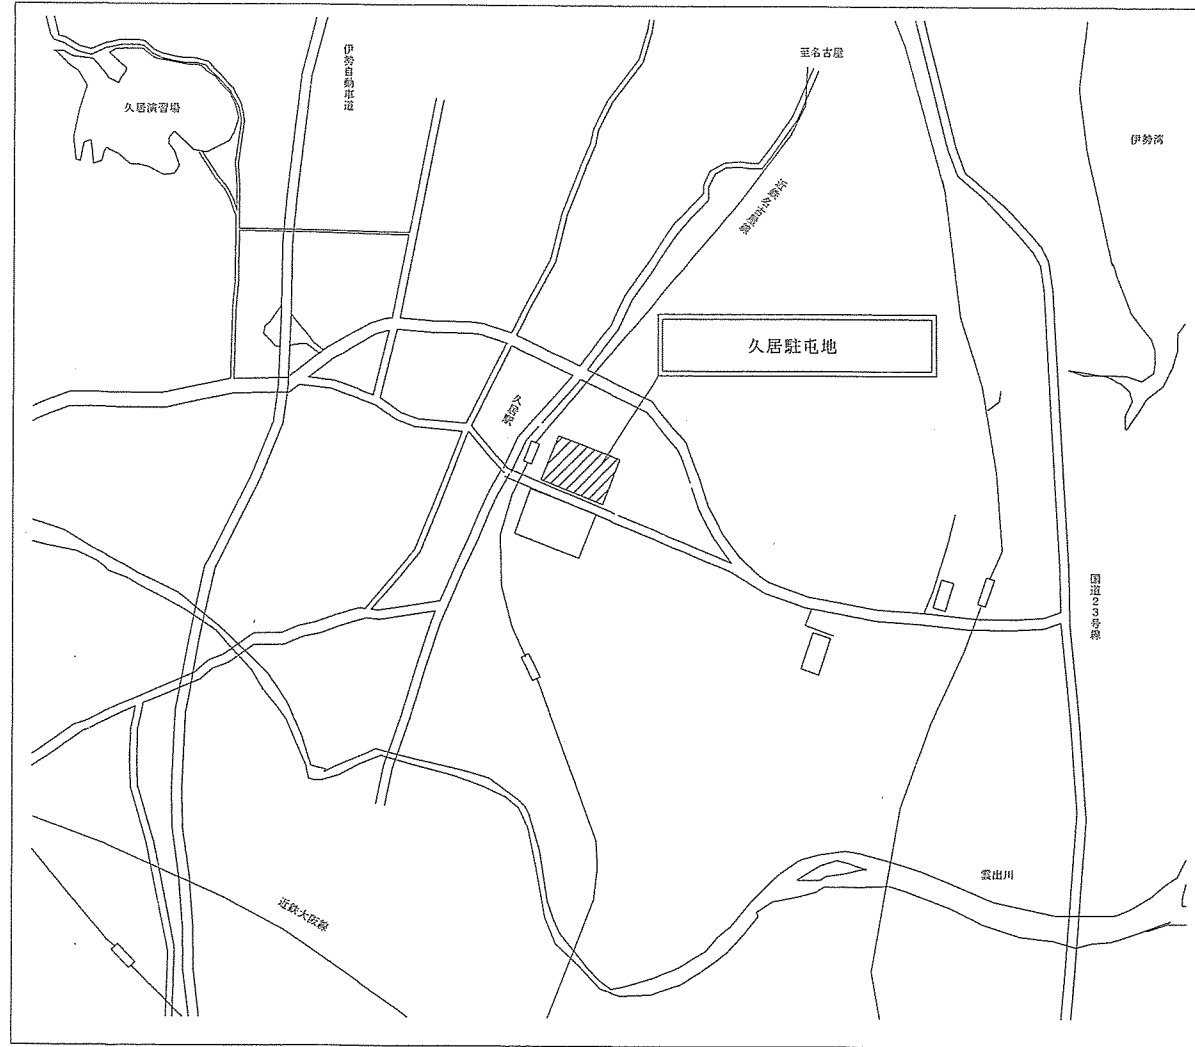 至名古屋
伊勢自動車道
久居演習場
伊勢湾
近鉄名古屋線
久居駐屯地
久居駅
国道23号線
雲出川
近鉄大阪線